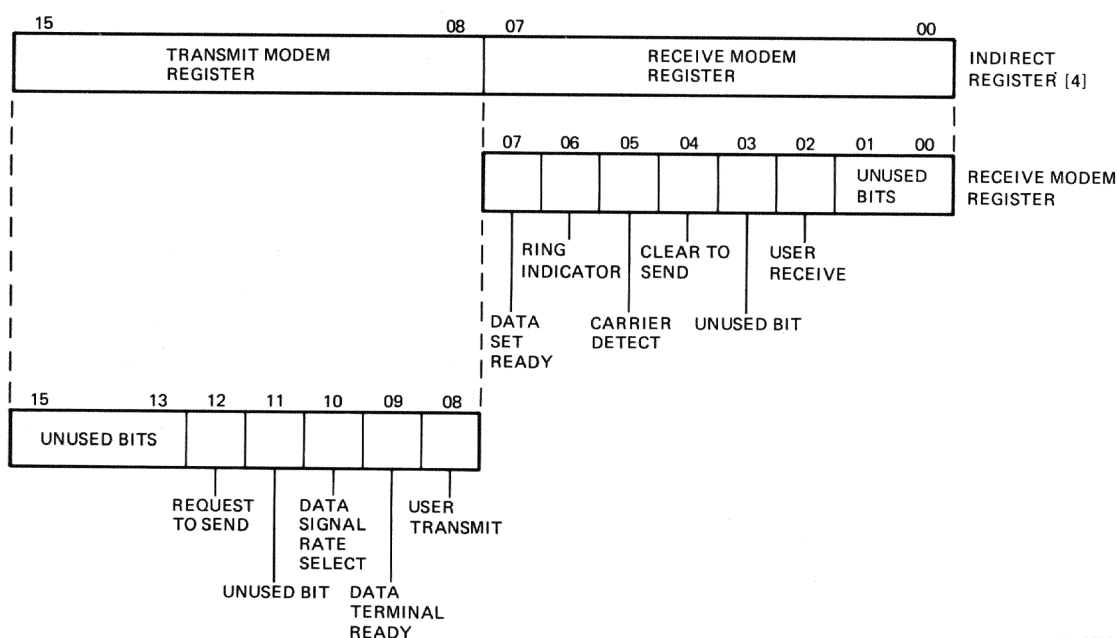 15 08 07 00
TRANSMIT MODEM
REGISTER
RECEIVE MODEM
REGISTER
INDIRECT
REGISTER [4]
07 06 05 04 03 02 01 00
UNUSED
BITS
RECEIVE MODEM
REGISTER
RING
INDICATOR
CLEAR TO
SEND
USER
RECEIVE
DATA
SET
READY
CARRIER
DETECT
UNUSED BIT
15 13 12 11 10 09 08
UNUSED BITS
REQUEST
TO SEND
DATA
SIGNAL
RATE
SELECT
USER
TRANSMIT
UNUSED BIT
DATA
TERMINAL
READY